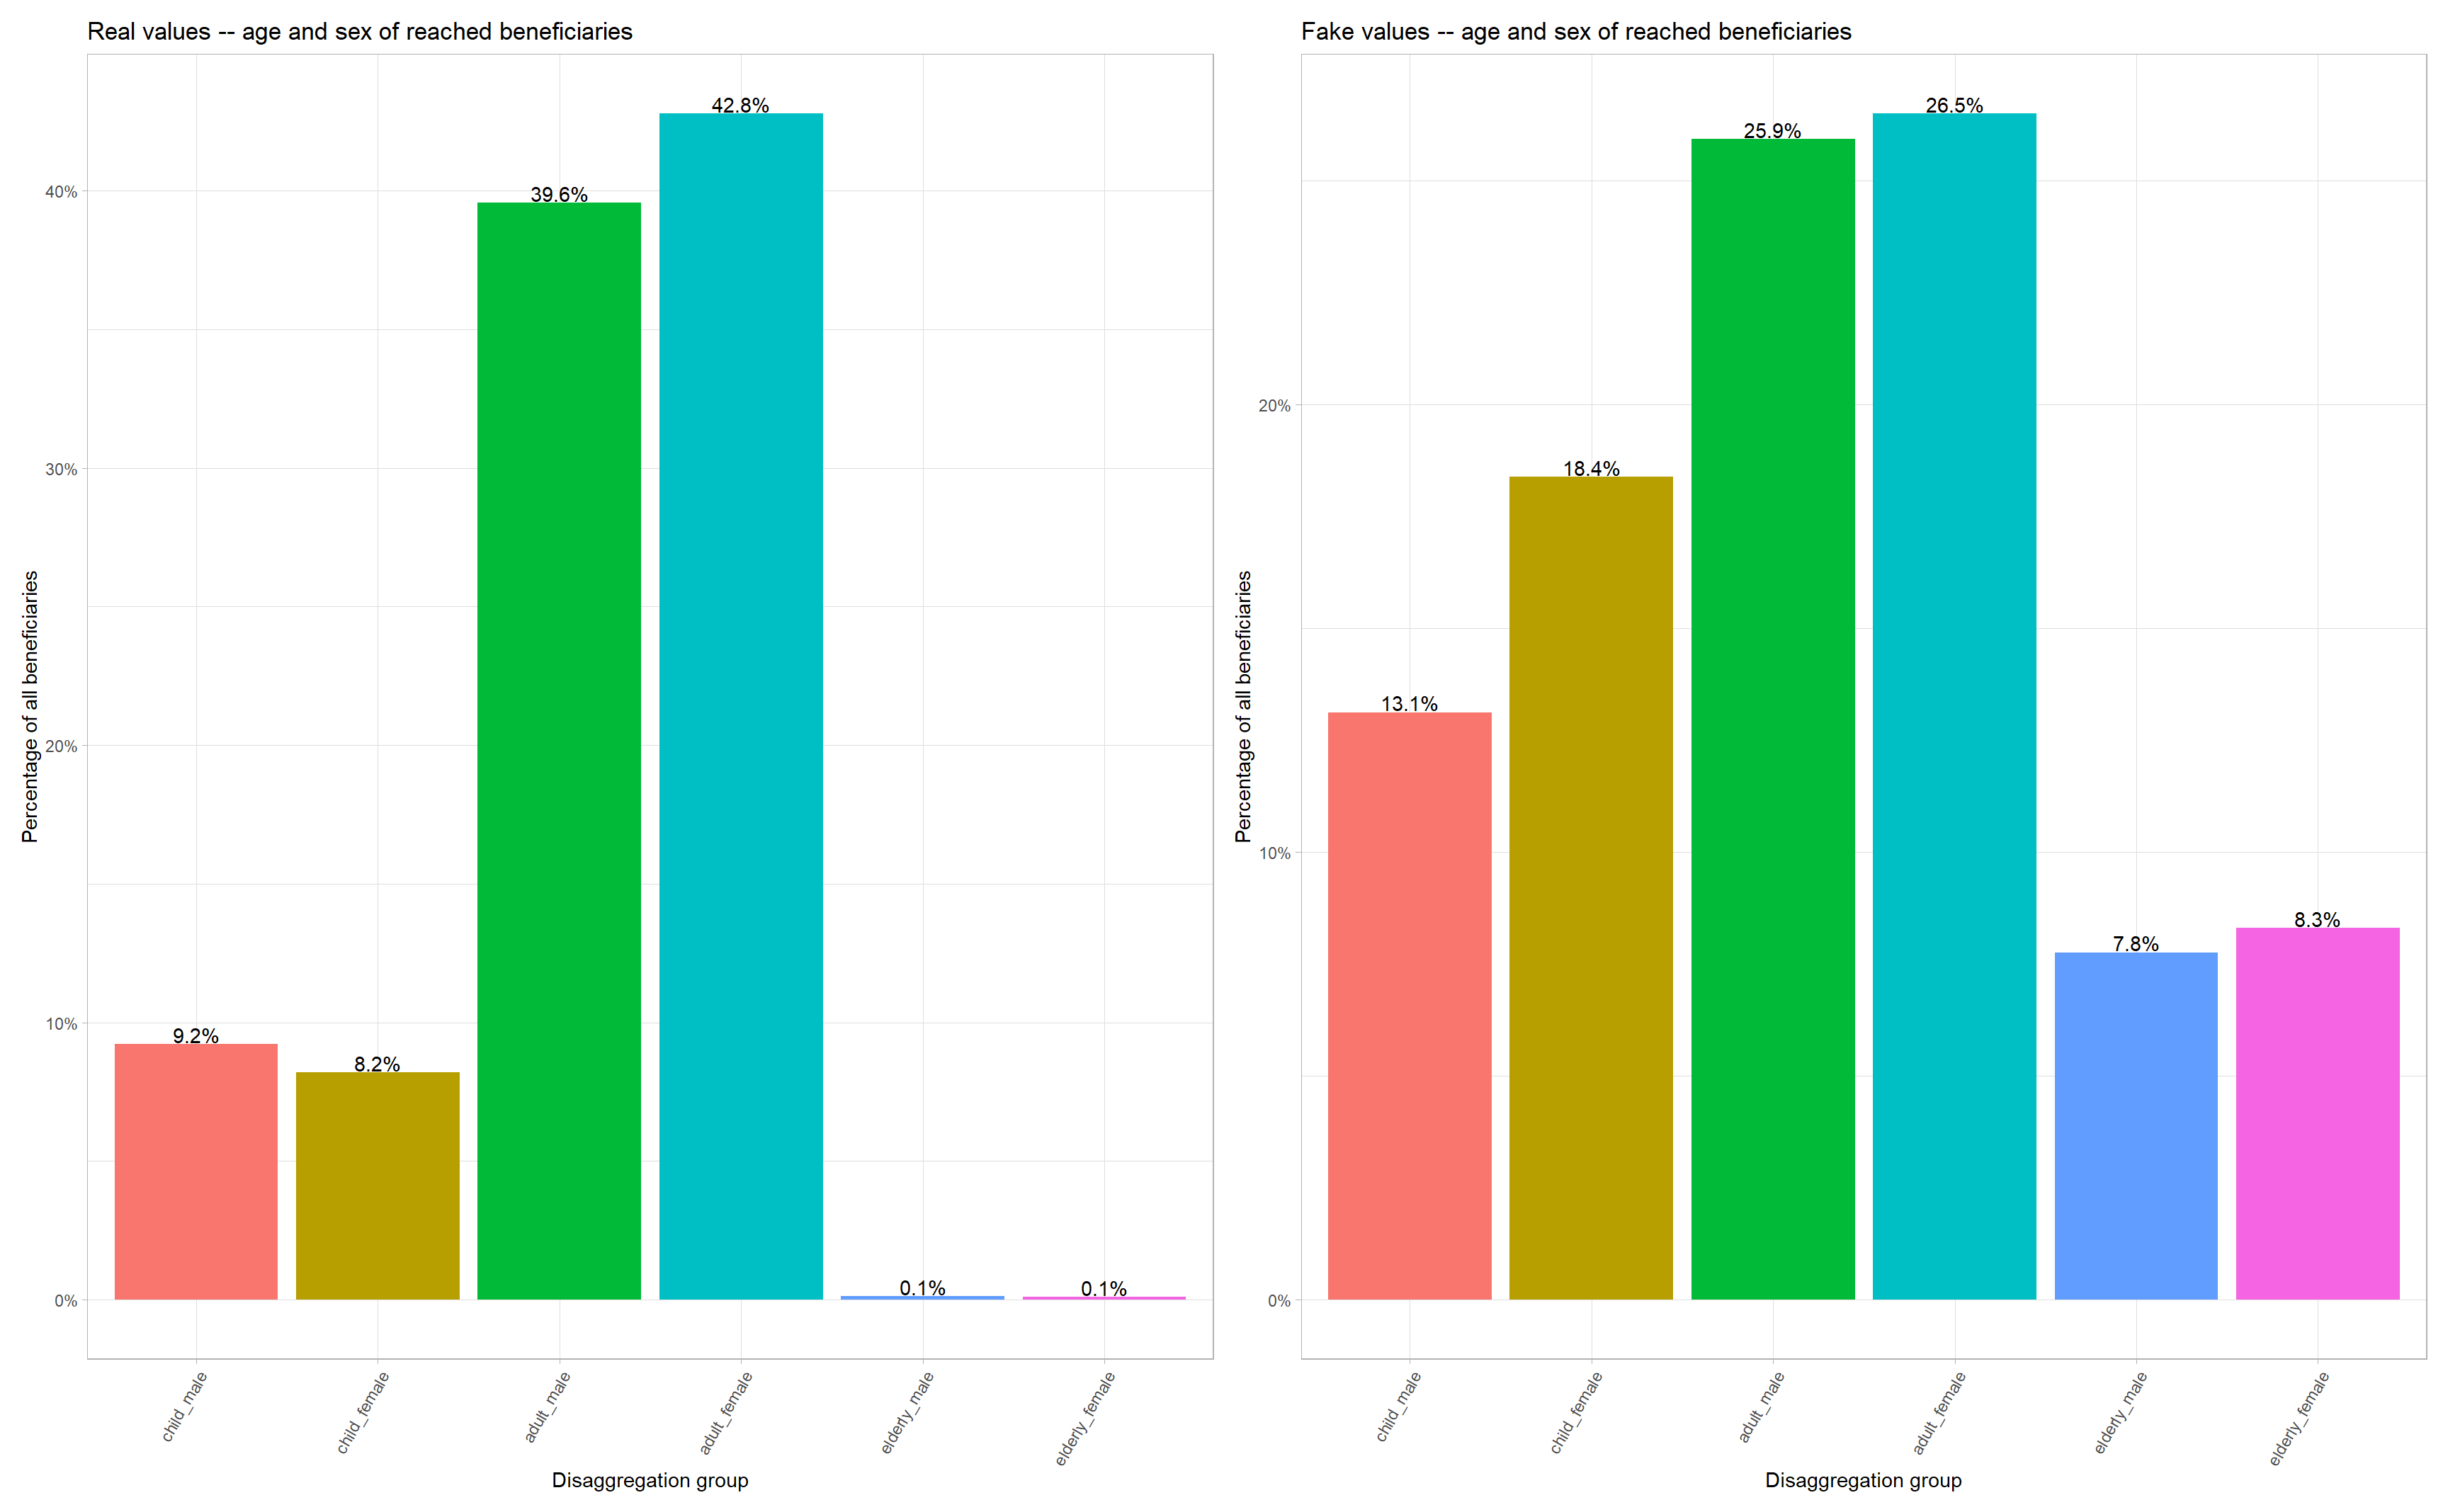 Real values -- age and sex of reached beneficiaries
Percentage of all beneficiaries
40%
30%
20%
10%
0%
9.2%
8.2%
39.6%
42.8%
0.1%
0.1%
child_male
child_female
adult_male
adult_female
elderly_male
elderly_female
Disaggregation group
Fake values -- age and sex of reached beneficiaries
Percentage of all beneficiaries
20%
10%
0%
13.1%
18.4%
25.9%
26.5%
7.8%
8.3%
child_male
child_female
adult_male
adult_female
elderly_male
elderly_female
Disaggregation group